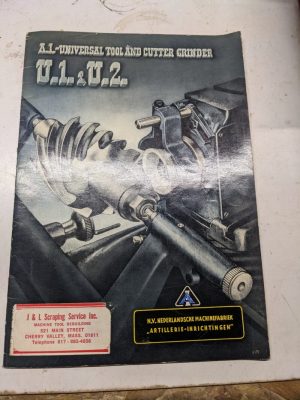 A.I.-UNIVERSAL TOOL AND CUTTER GRINDER
U.1. & U.2.
J & L Scraping Service Inc.
MACHINE TOOL REBUILDING
521 MAIN STREET
CHERRY VALLEY, MASS. 01611
N.V. NEDERLANDSCHE MACHINEFABRIEK
"ARTILLERIE-INRICHTINGEN"